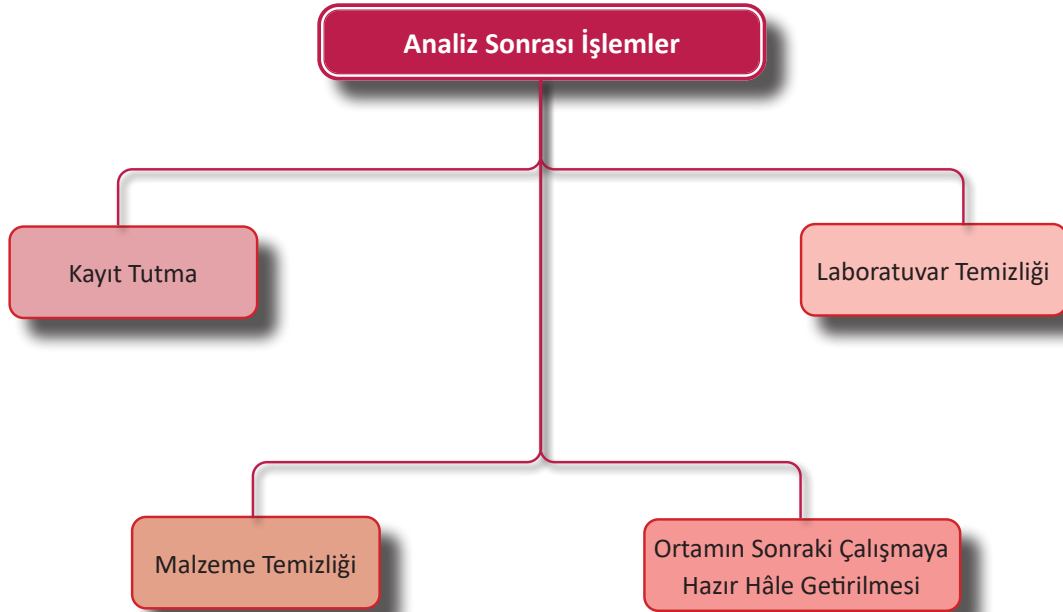 Analiz Sonrası İşlemler
Kayıt Tutma
Laboratuvar Temizliği
Malzeme Temizliği
Ortamın Sonraki Çalışmaya
Hazır Hâle Getirilmesi